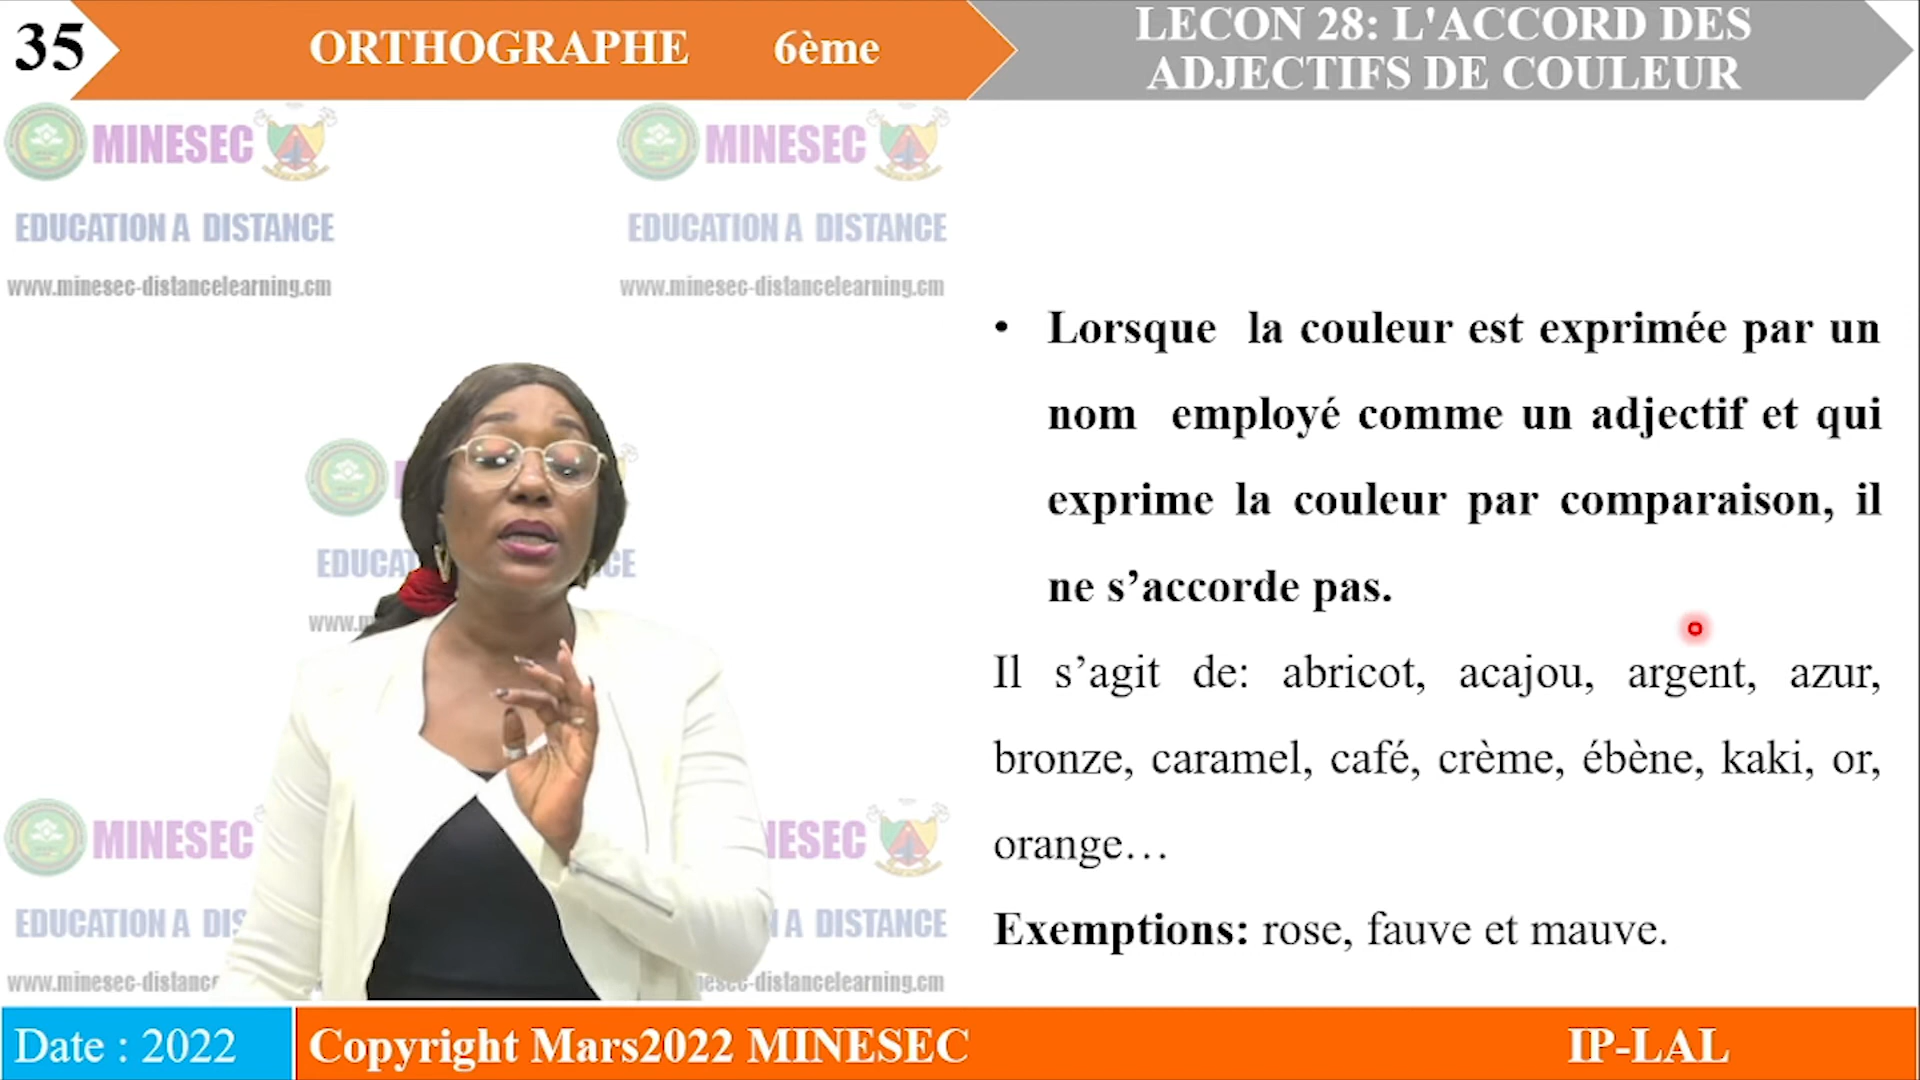 35
ORTHOGRAPHE 6ème
LECON 28: L'ACCORD DES
ADJECTIFS DE COULEUR
MINESEC
MINESEC
EDUCATION A DISTANCE
EDUCATION A DISTANCE
www.minesec-distancelearning.cm
www.minesec-distancelearning.cm
• Lorsque la couleur est exprimée par un
nom employé comme un adjectif et qui
exprime la couleur par comparaison, il
ne s’accorde pas.
Il s’agit de: abricot, acajou, argent, azur,
bronze, caramel, café, crème, ébène, kaki, or,
orange…
Exemptions: rose, fauve et mauve.
MINESEC
EDUCATION A DIS
A DISTANCE
Date : 2022
Copyright Mars2022 MINESEC
IP-LAL